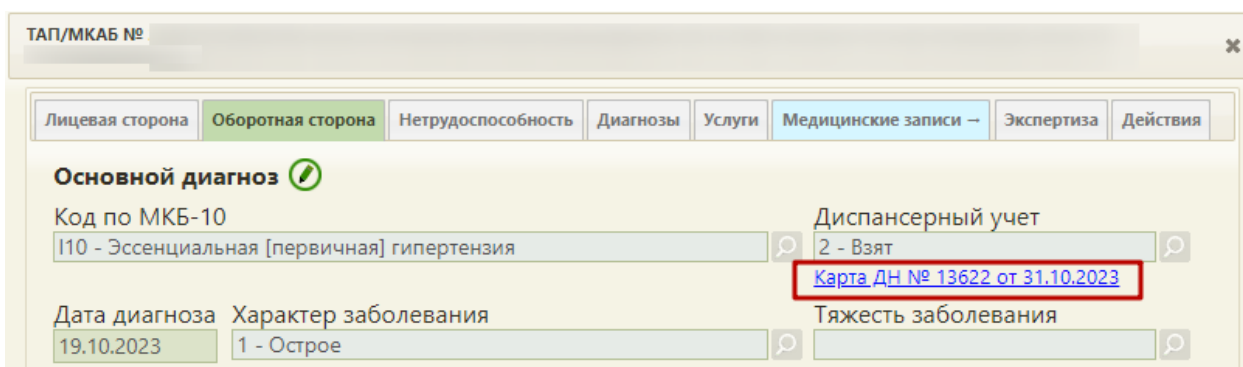 ТАП/МКАБ №
Лицевая сторона Оборотная сторона Нетрудоспособность Диагнозы Услуги Медицинские записи → Экспертиза Действия
Основной диагноз
Код по МКБ-10 Диспансерный учет
I10 - Эссенциальная [первичная] гипертензия 2 - Взят
Карта ДН № 13622 от 31.10.2023
Дата диагноза Характер заболевания Тяжесть заболевания
19.10.2023 1 - Острое